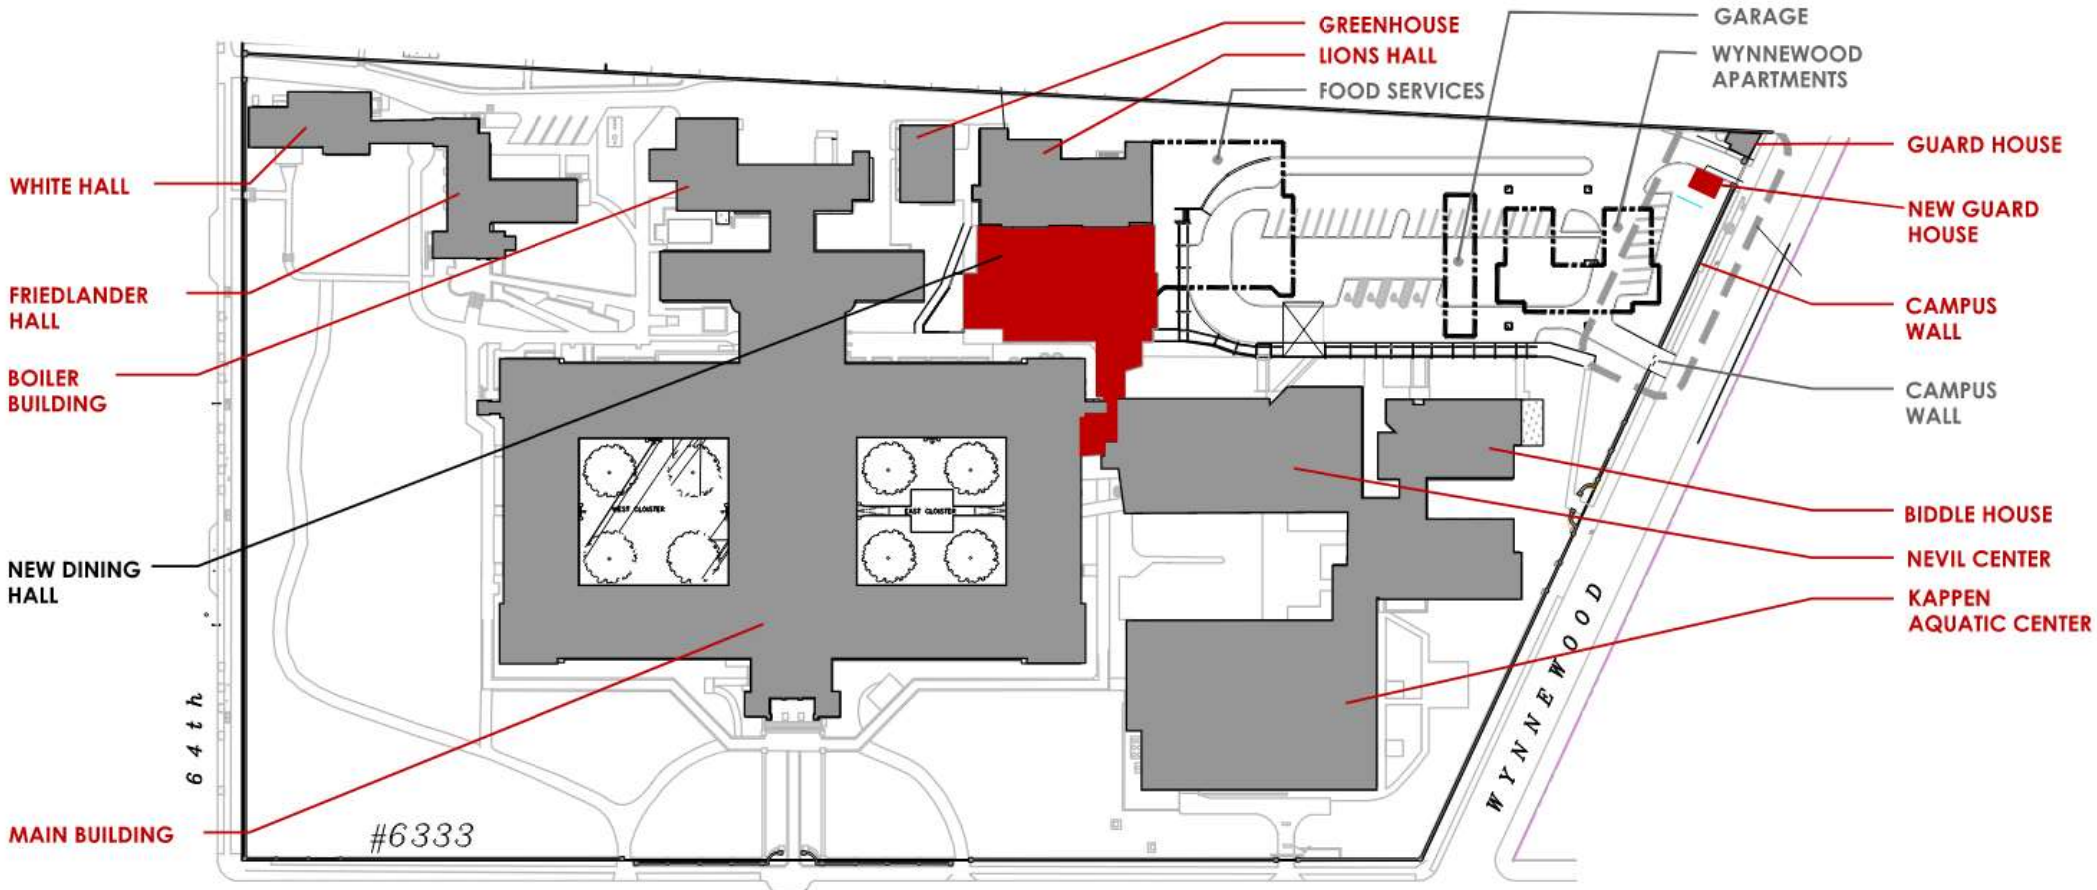 GREENHOUSE
LIONS HALL
FOOD SERVICES
GARAGE
WYNNEWOOD
APARTMENTS
GUARD HOUSE
NEW GUARD
HOUSE
CAMPUS
WALL
CAMPUS
WALL
BIDDLE HOUSE
NEVIL CENTER
KAPPEN
AQUATIC CENTER
WHITE HALL
FRIEDLANDER
HALL
BOILER
BUILDING
NEW DINING
HALL
MAIN BUILDING
WEST CLOISTER
EAST CLOISTER
64th
#6333
WYNNEWOOD